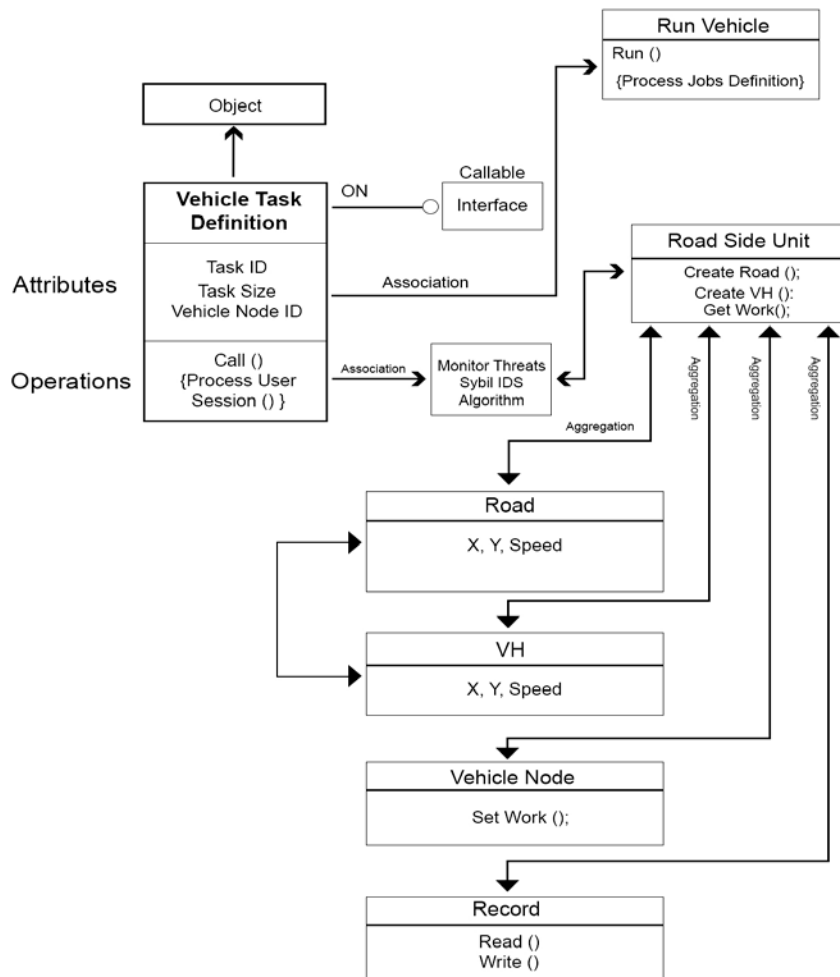 Run Vehicle
Run ()
{Process Jobs Definition}
Object
Vehicle Task
Definition
ON
Callable
Interface
Attributes
Task ID
Task Size
Vehicle Node ID
Association
Road Side Unit
Create Road ();
Create VH ():
Get Work();
Operations
Call ()
{Process User
Session () }
Association
Monitor Threats
Sybil IDS
Algorithm
Aggregation
Aggregation
Aggregation
Aggregation
Road
X, Y, Speed
VH
X, Y, Speed
Vehicle Node
Set Work ();
Record
Read ()
Write ()